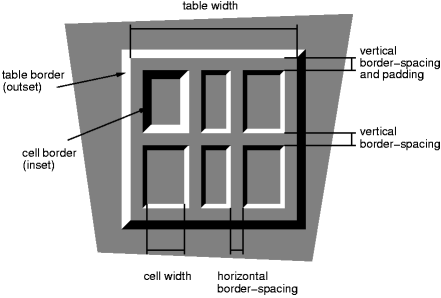 table width
vertical
border-spacing
and padding
table border
(outset)
vertical
border-spacing
cell border
(inset)
cell width
horizontal
border-spacing